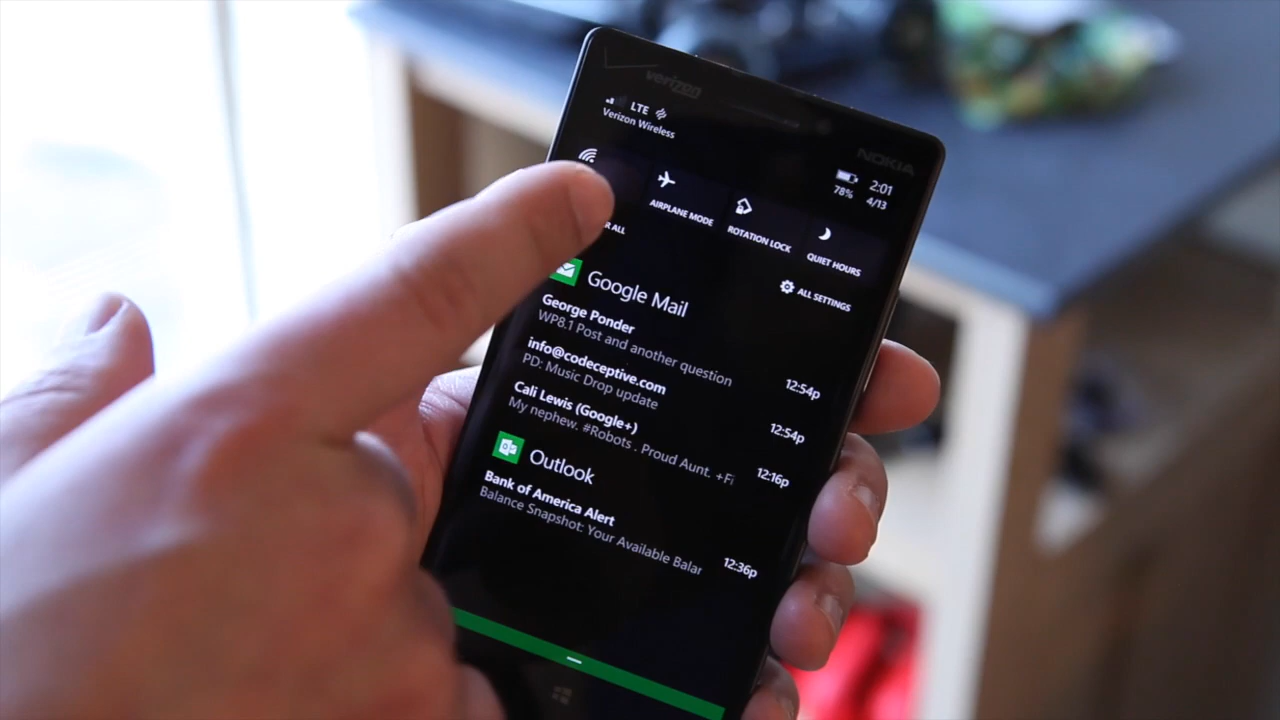 verizon
NOKIA
LTE
Verizon Wireless
78%
2:01
4/13
AIRPLANE MODE
ROTATION LOCK
QUIET HOURS
ALL
ALL SETTINGS
Google Mail
George Ponder
WP8.1 Post and another question
12:54p
info@codeceptive.com
PD: Music Drop update
12:54p
Cali Lewis (Google+)
My nephew. #Robots . Proud Aunt. +Fi
12:16p
Outlook
Bank of America Alert
Balance Snapshot: Your Available Balar
12:36p